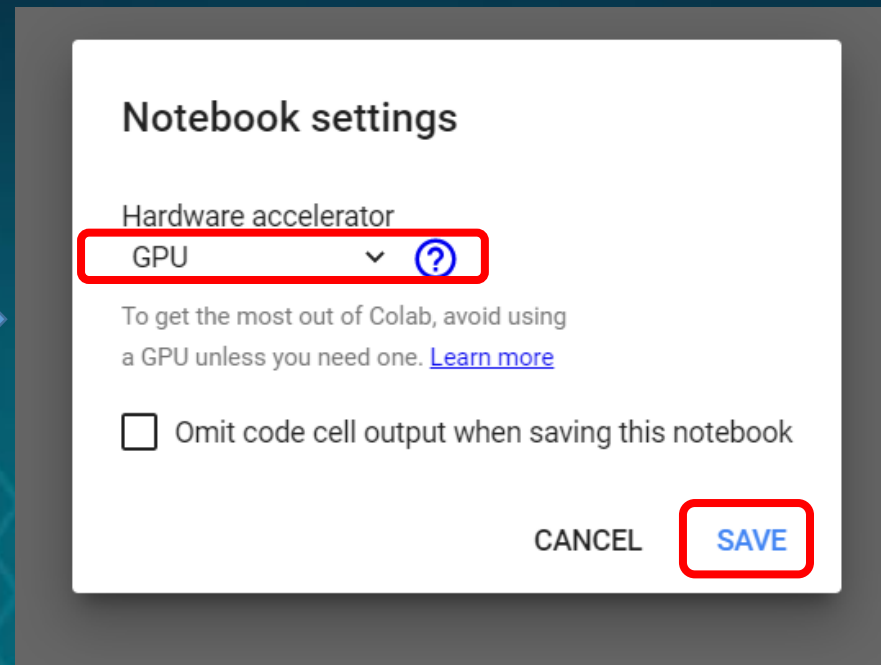 Notebook settings
Hardware accelerator
GPU
To get the most out of Colab, avoid using
a GPU unless you need one. Learn more
Omit code cell output when saving this notebook
CANCEL SAVE